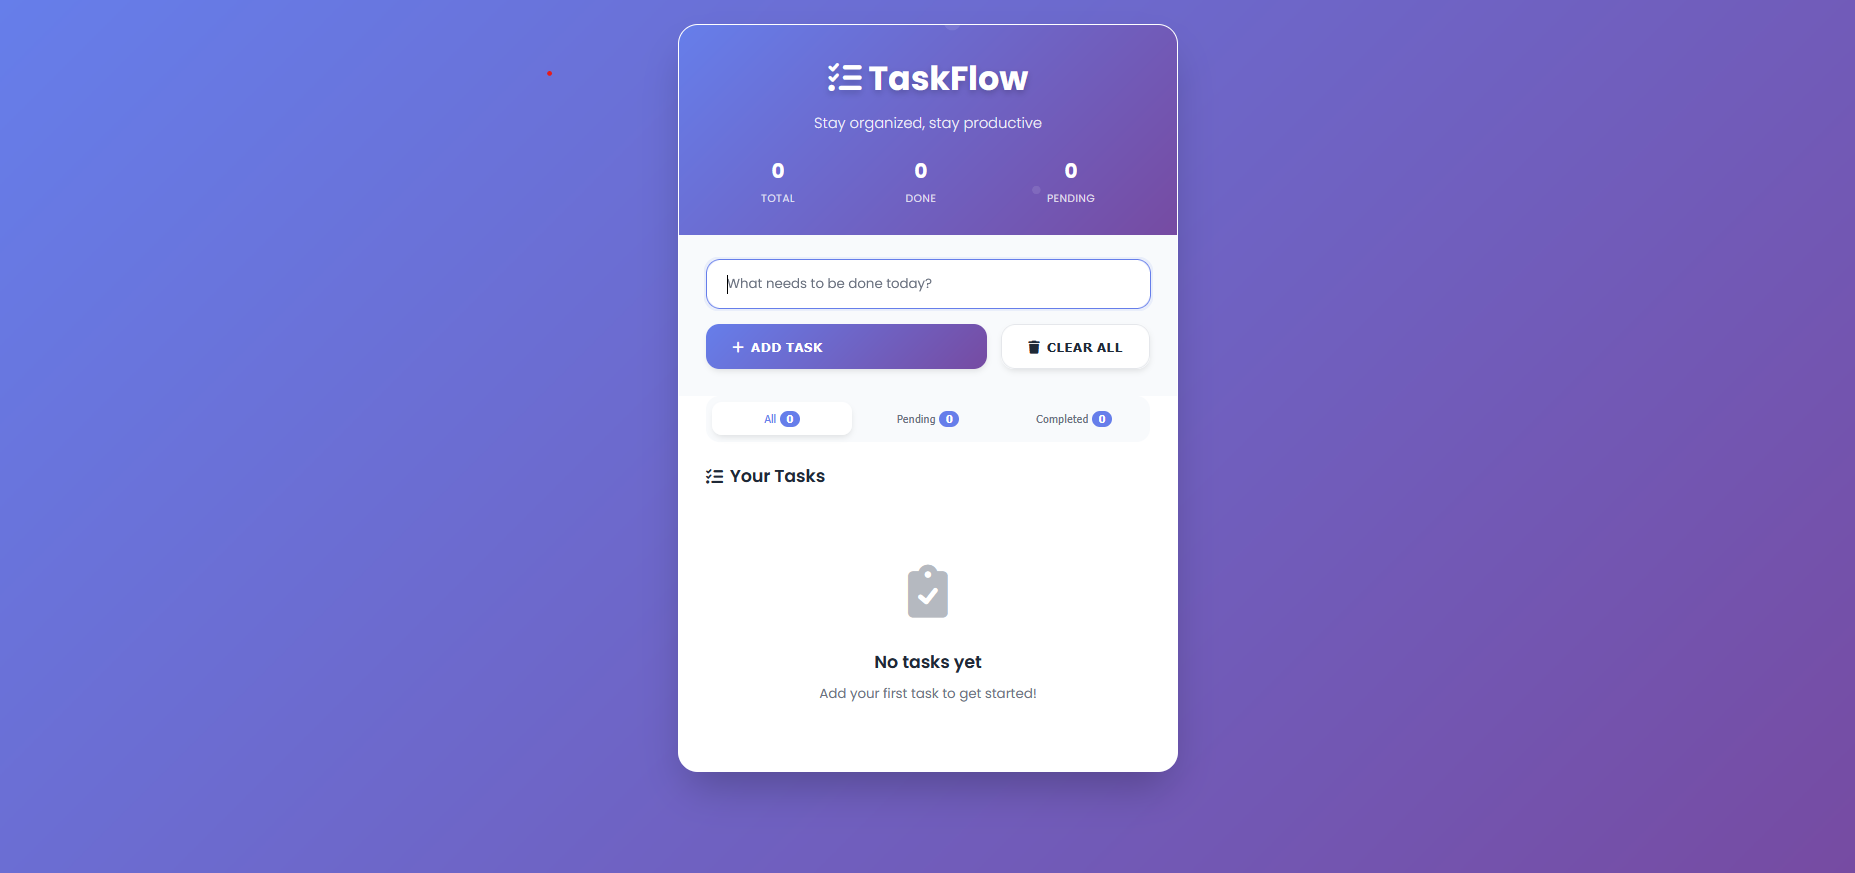 TaskFlow
Stay organized, stay productive
0 0 0
TOTAL DONE PENDING
What needs to be done today?
ADD TASK CLEAR ALL
All 0 Pending 0 Completed 0
Your Tasks
No tasks yet
Add your first task to get started!